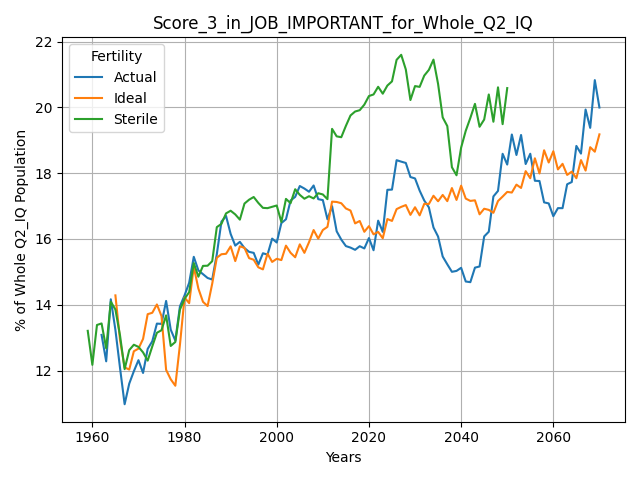 Score_3_in_JOB_IMPORTANT_for_Whole_Q2_IQ
Fertility
Actual
Ideal
Sterile
% of Whole Q2_IQ Population
22
20
18
16
14
12
1960
1980
2000
2020
2040
2060
Years